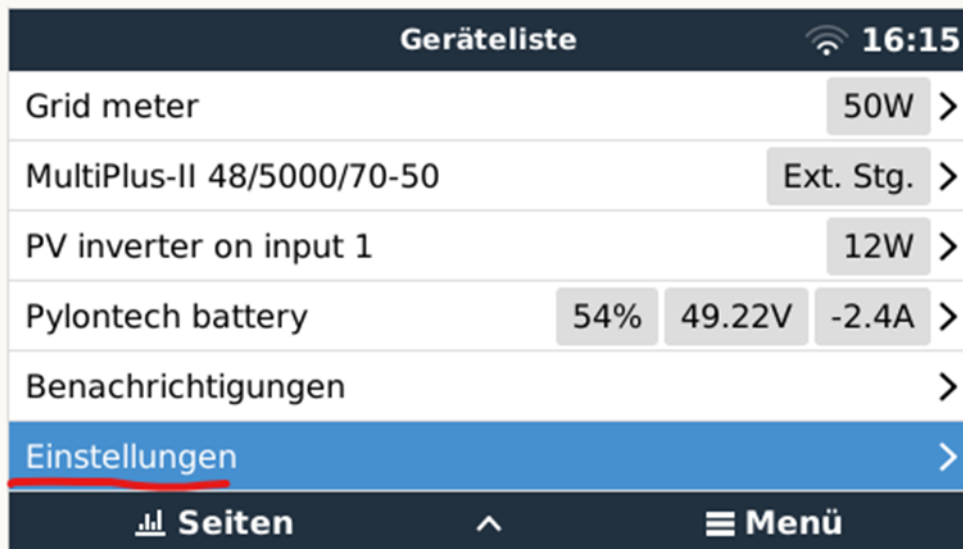 Geräteliste 16:15
Grid meter 50W
MultiPlus-II 48/5000/70-50 Ext. Stg.
PV inverter on input 1 12W
Pylontech battery 54% 49.22V -2.4A
Benachrichtigungen
Einstellungen
Seiten Menü